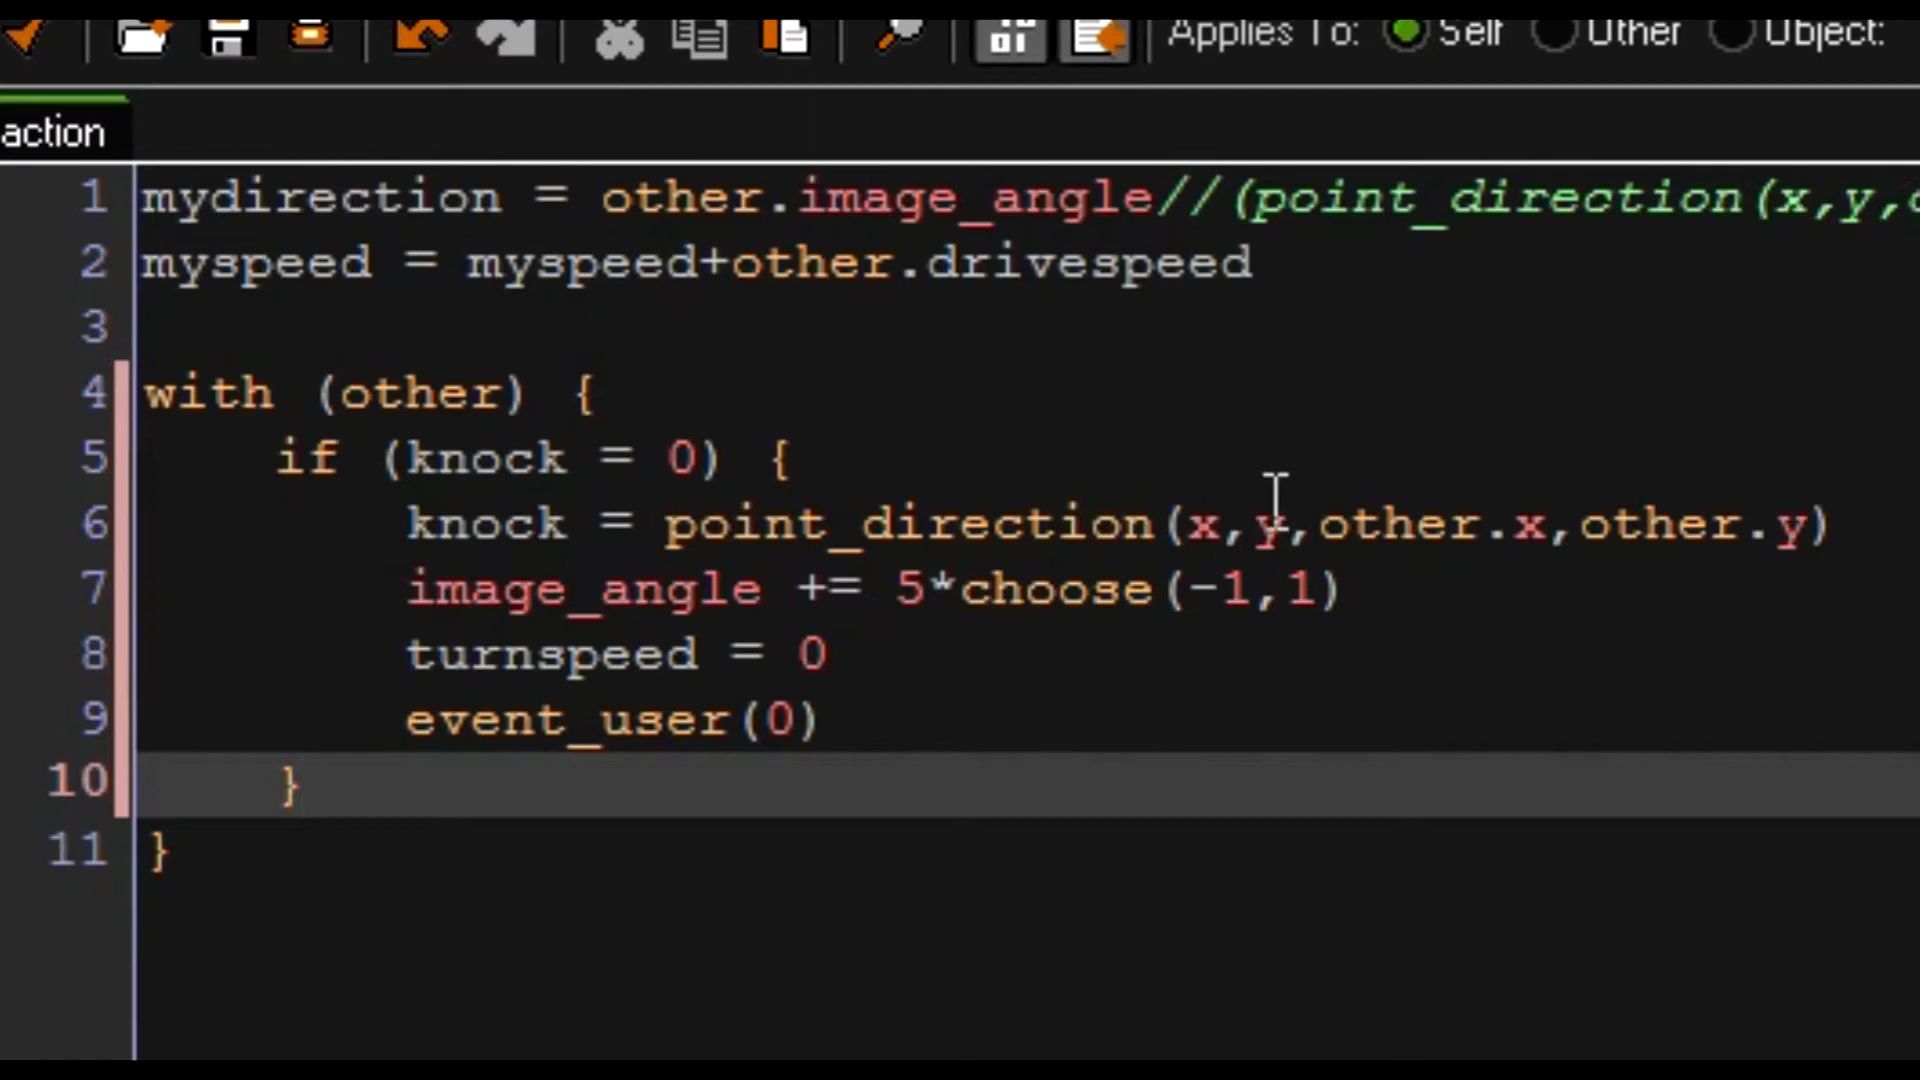 Applies To: Self Other Object:
action
1 mydirection = other.image_angle//(point_direction(x,y,
2 myspeed = myspeed+other.drivespeed
3
4 with (other) {
5 if (knock = 0) {
6 knock = point_direction(x,y,other.x,other.y)
7 image_angle += 5*choose(-1,1)
8 turnspeed = 0
9 event_user(0)
10 }
11 }